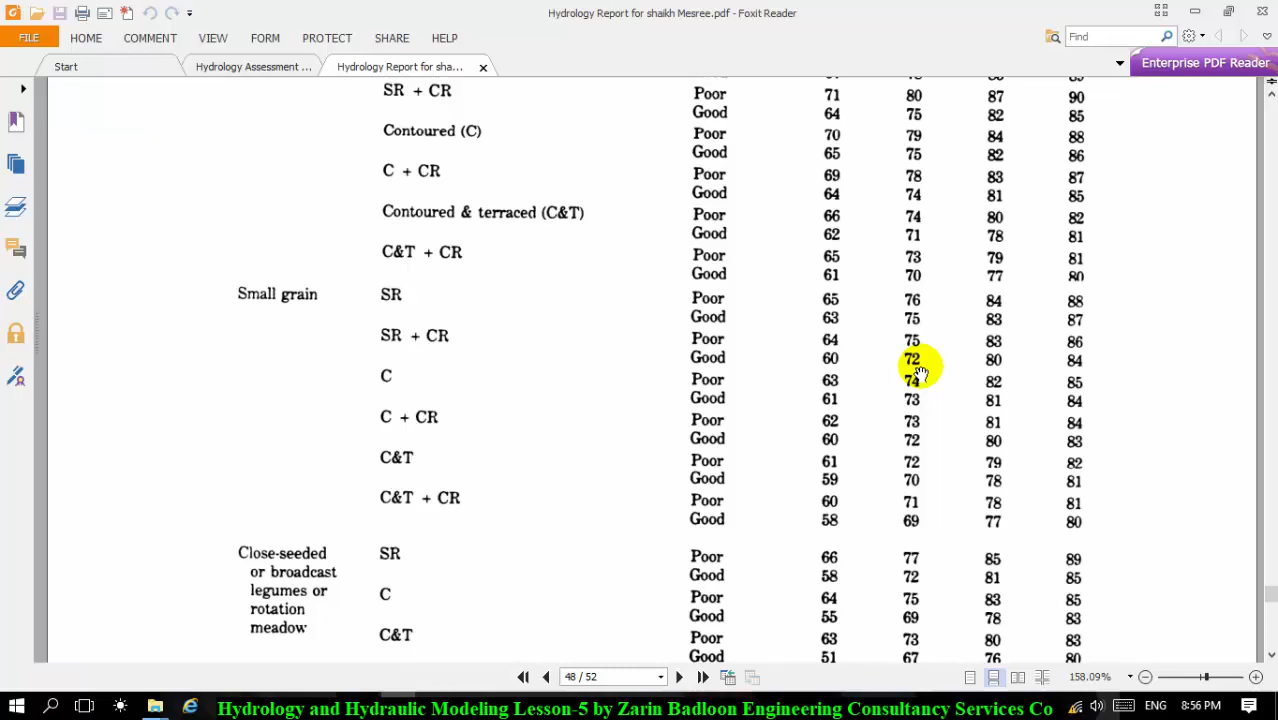 Hydrology Report for shaikh Mesree.pdf - Foxit Reader
FILE HOME COMMENT VIEW FORM PROTECT SHARE HELP Find
Start Hydrology Assessment ... Hydrology Report for sha... Enterprise PDF Reader
SR + CR Poor 71 80 87 90
Good 64 75 82 85
Contoured (C) Poor 70 79 84 88
Good 65 75 82 86
C + CR Poor 69 78 83 87
Good 64 74 81 85
Contoured & terraced (C&T) Poor 66 74 80 82
Good 62 71 78 81
C&T + CR Poor 65 73 79 81
Good 61 70 77 80
Small grain SR Poor 65 76 84 88
Good 63 75 83 87
SR + CR Poor 64 75 83 86
Good 60 72 80 84
C Poor 63 74 82 85
Good 61 73 81 84
C + CR Poor 62 73 81 84
Good 60 72 80 83
C&T Poor 61 72 79 82
Good 59 70 78 81
C&T + CR Poor 60 71 78 81
Good 58 69 77 80
Close-seeded SR Poor 66 77 85 89
or broadcast Good 58 72 81 85
legumes or C Poor 64 75 83 85
rotation Good 55 69 78 83
meadow C&T Poor 63 73 80 83
Good 51 67 76 80
48 / 52 158.09%
Hydrology and Hydraulic Modeling Lesson-5 by Zarin Badloon Engineering Consultancy Services Co
ENG 8:56 PM